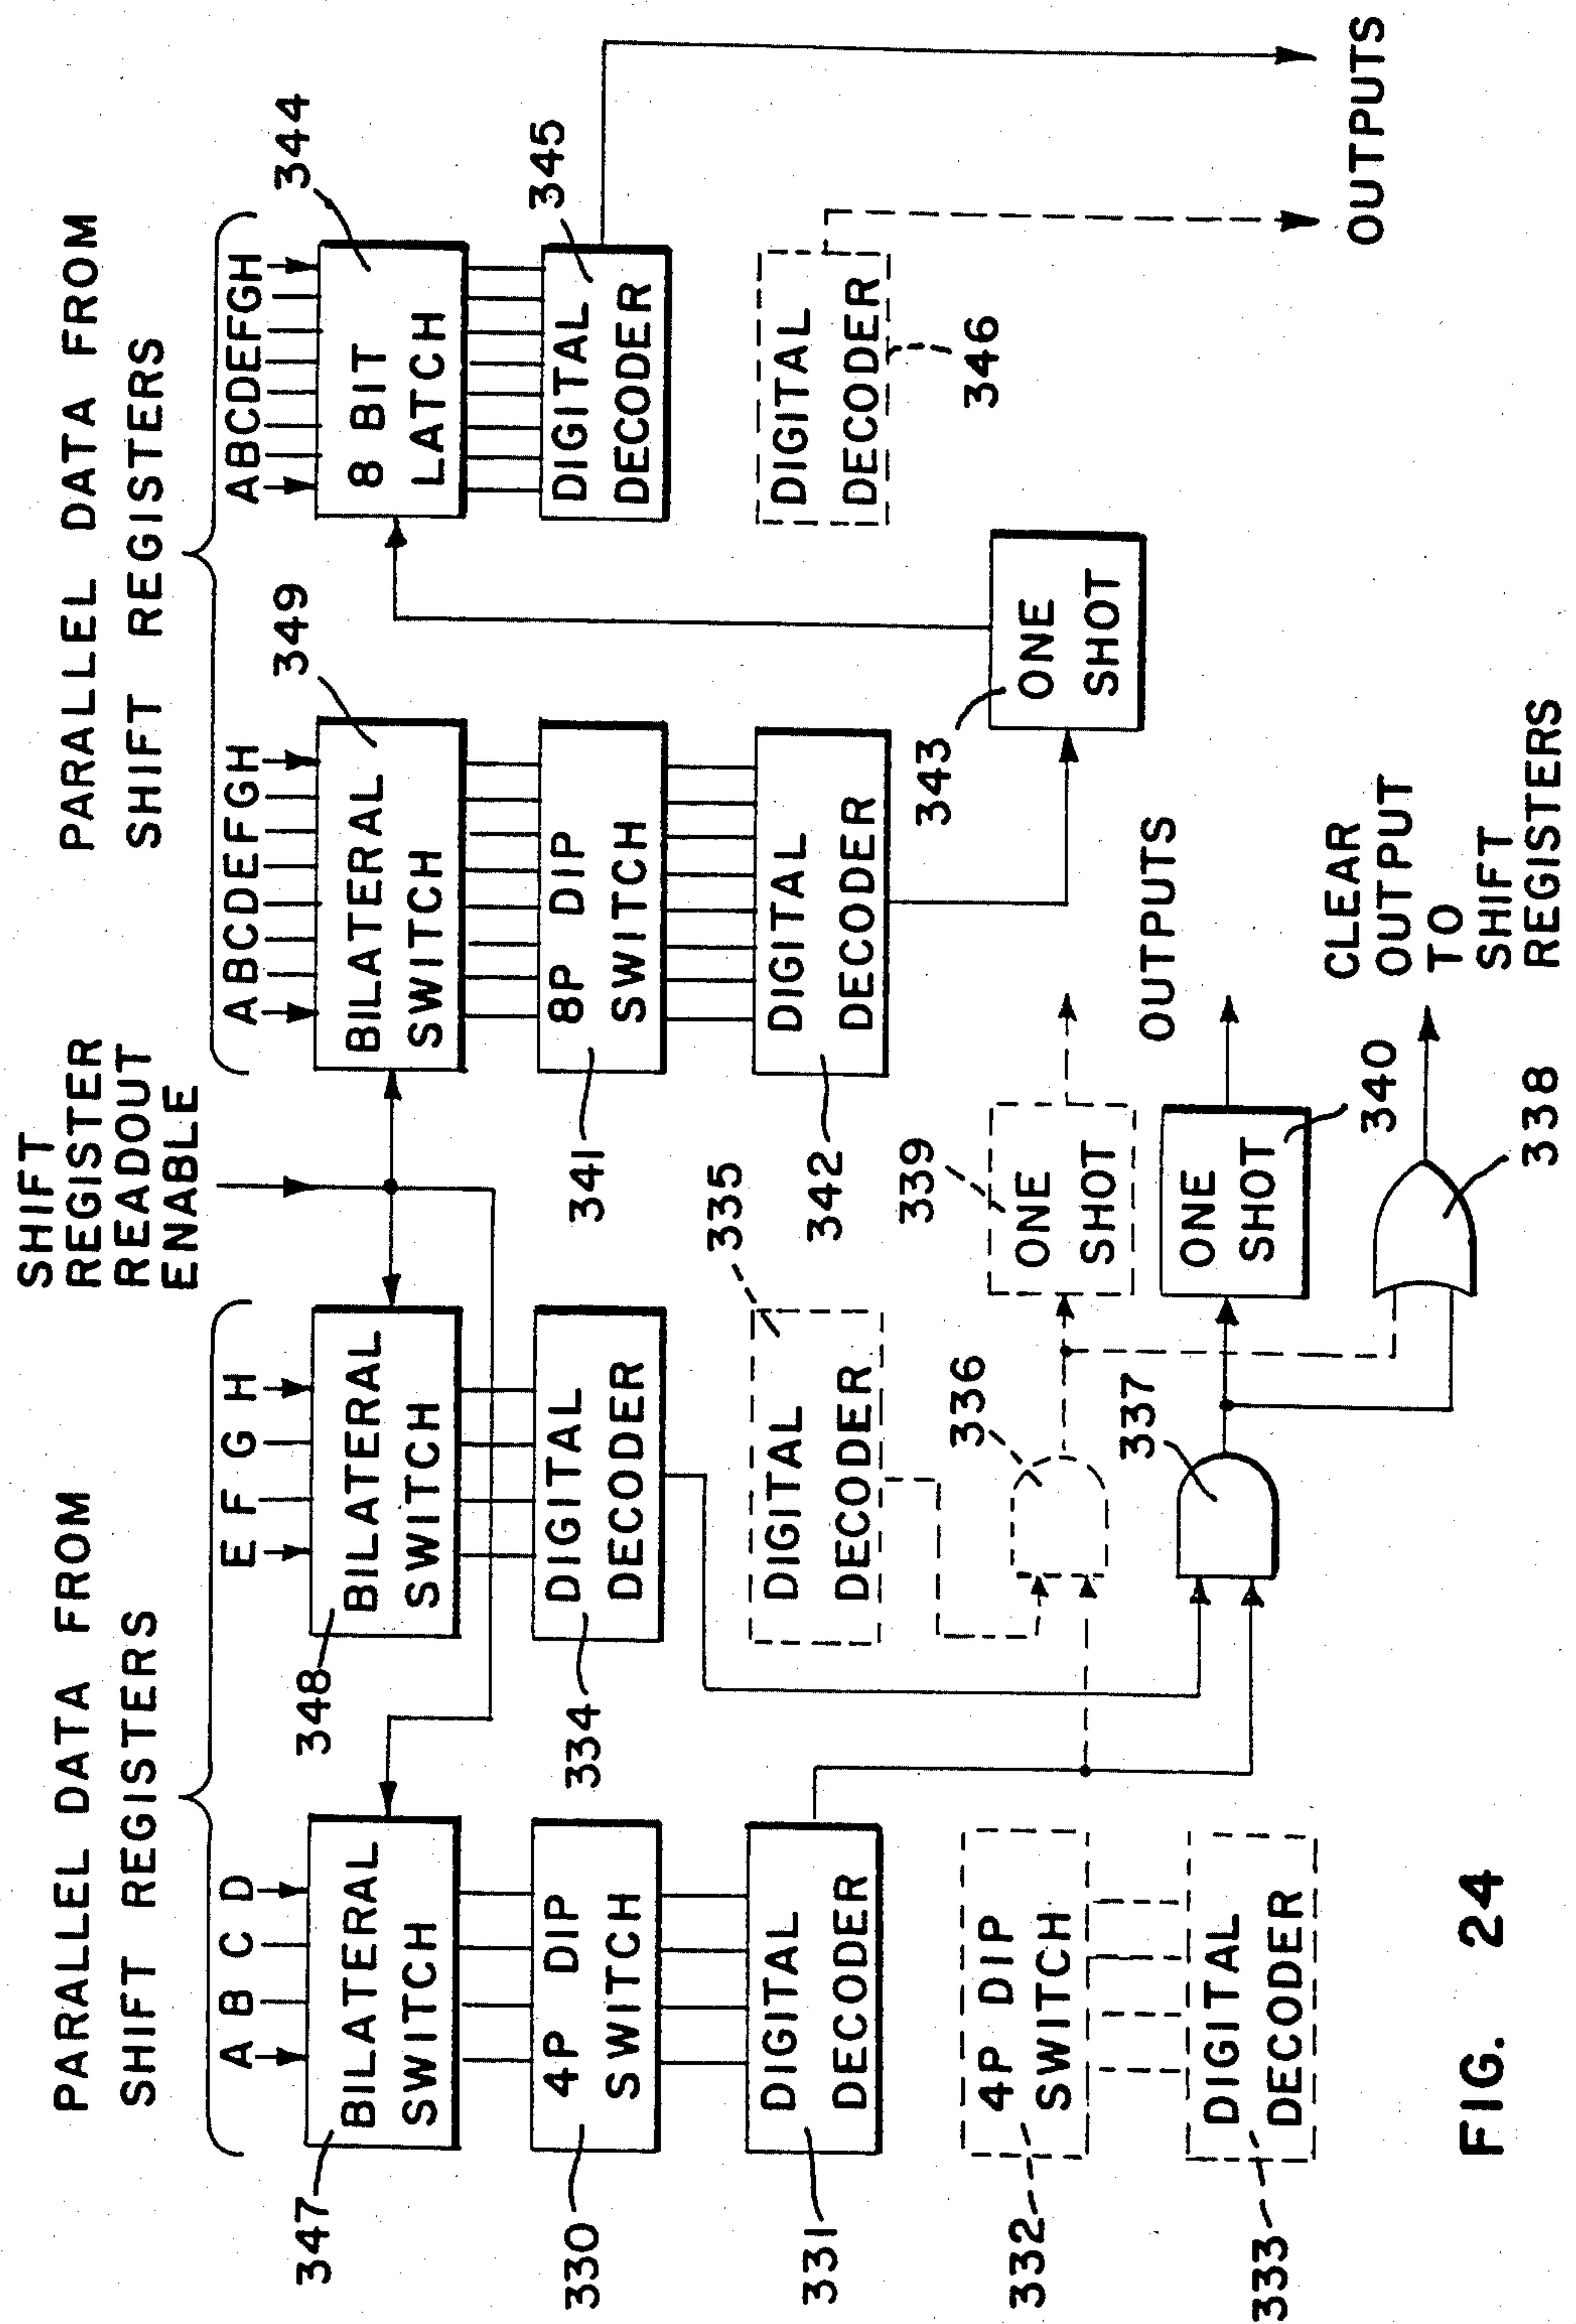 PARALLEL DATA FROM
SHIFT REGISTERS
A B C D
E F G H
SHIFT
REGISTER
READOUT
ENABLE
PARALLEL DATA FROM
SHIFT REGISTERS
ABCDEFGH
ABCDEFGH
347
BILATERAL
SWITCH
348
BILATERAL
SWITCH
349
BILATERAL
SWITCH
344
8 BIT
LATCH
330
4P DIP
SWITCH
334
DIGITAL
DECODER
341
8P DIP
SWITCH
345
DIGITAL
DECODER
331
DIGITAL
DECODER
335
DIGITAL
DECODER
342
DIGITAL
DECODER
DIGITAL
DECODER
346
332
4P DIP
SWITCH
336
339
ONE
SHOT
343
ONE
SHOT
333
DIGITAL
DECODER
337
ONE
SHOT
340
OUTPUTS
338
CLEAR
OUTPUT
TO
SHIFT
REGISTERS
OUTPUTS
FIG. 24